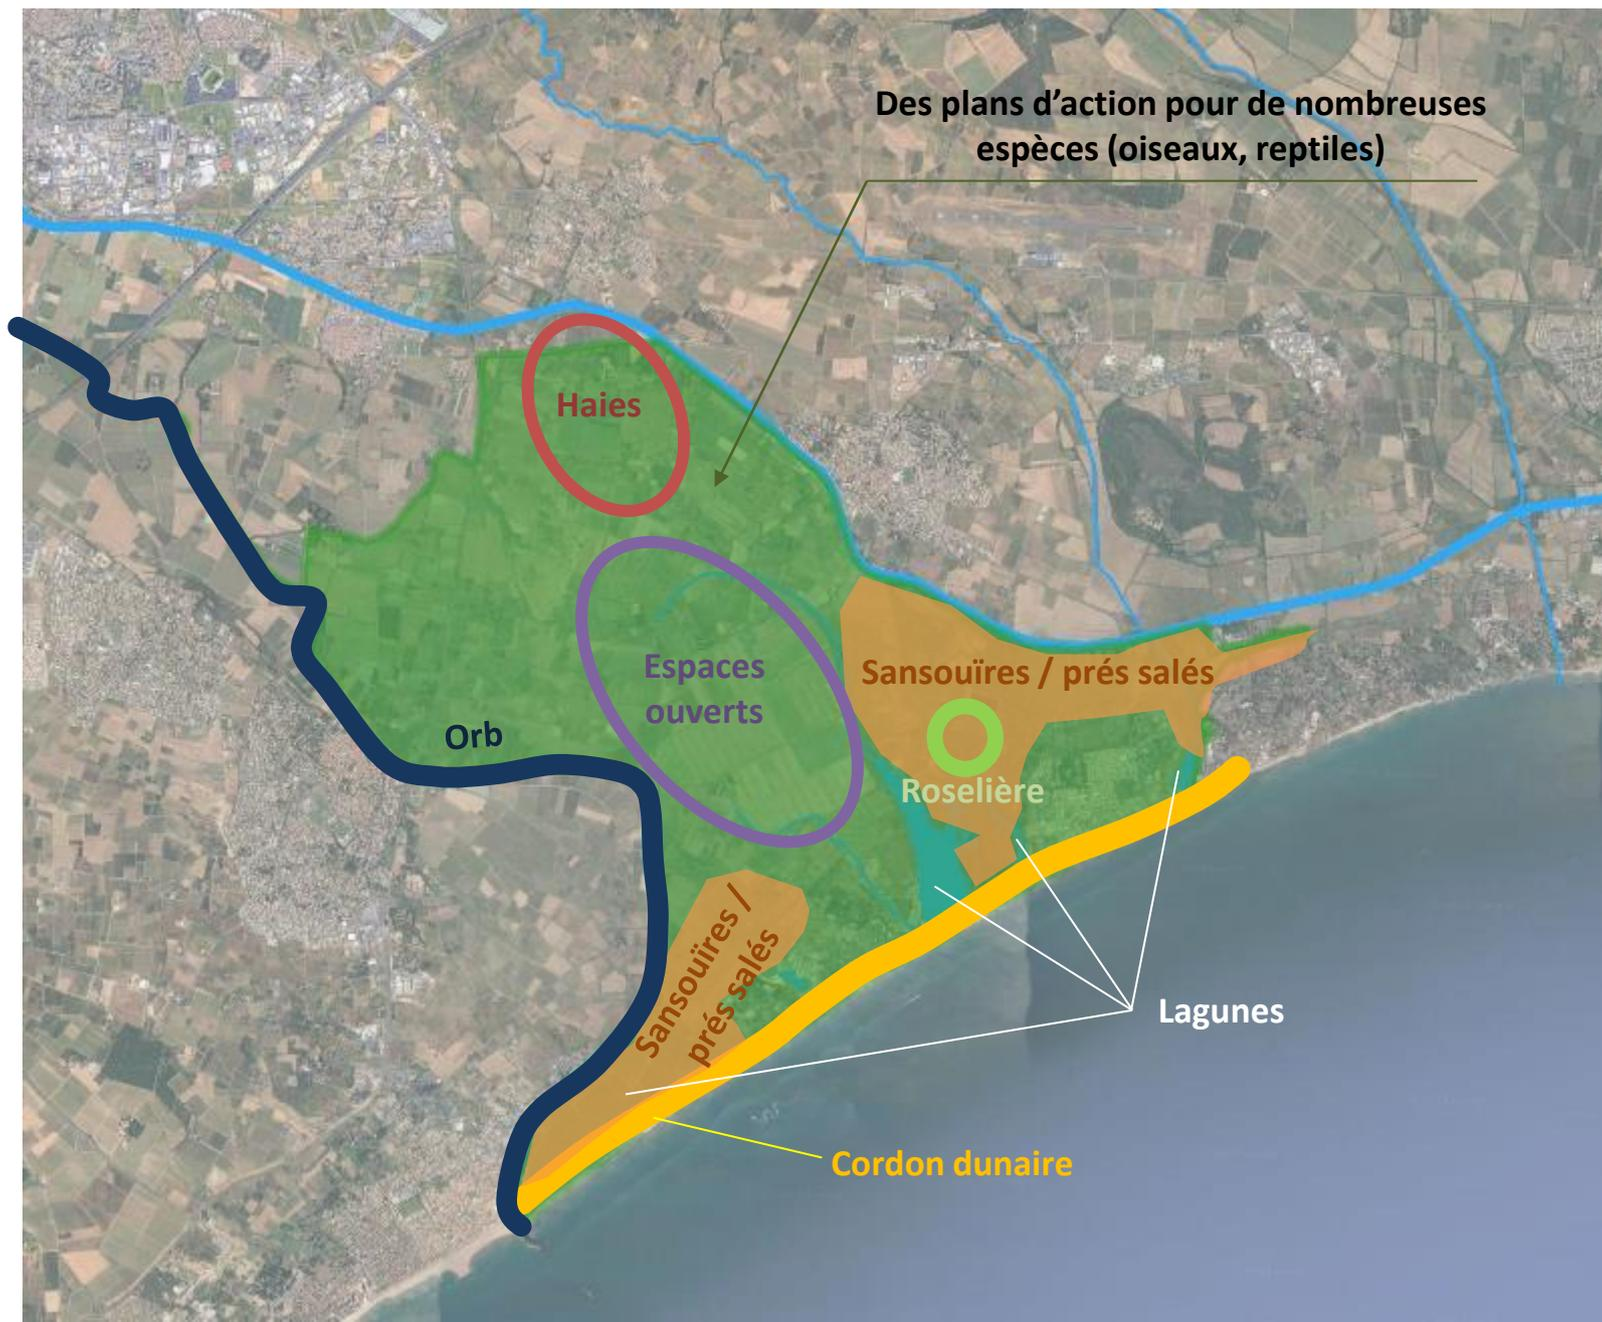 Des plans d’action pour de nombreuses
espèces (oiseaux, reptiles)
Haies
Espaces
ouverts
Sansouïres / prés salés
Orb
Roselière
Sansouïres /
prés salés
Lagunes
Cordon dunaire